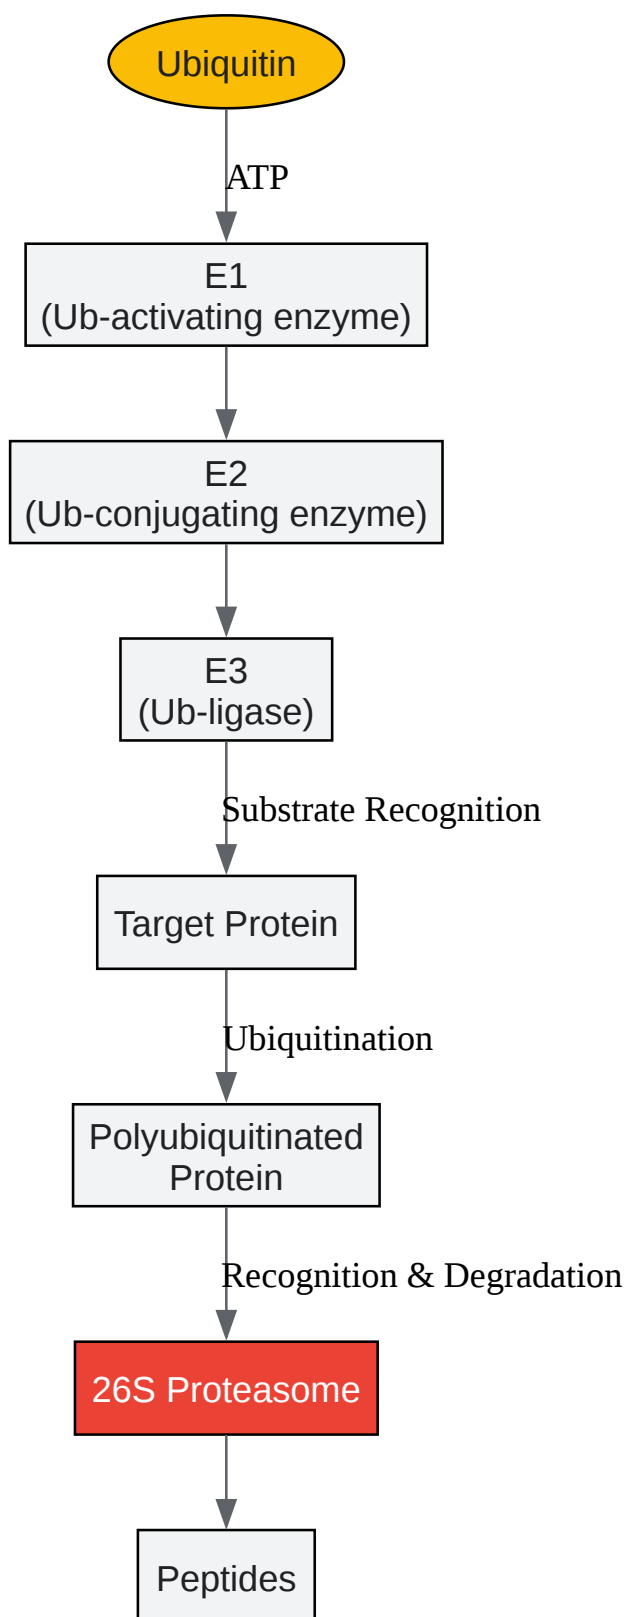 Ubiquitin
ATP
E1
(Ub-activating enzyme)
E2
(Ub-conjugating enzyme)
E3
(Ub-ligase)
Substrate Recognition
Target Protein
Ubiquitination
Polyubiquitinated
Protein
Recognition & Degradation
26S Proteasome
Peptides